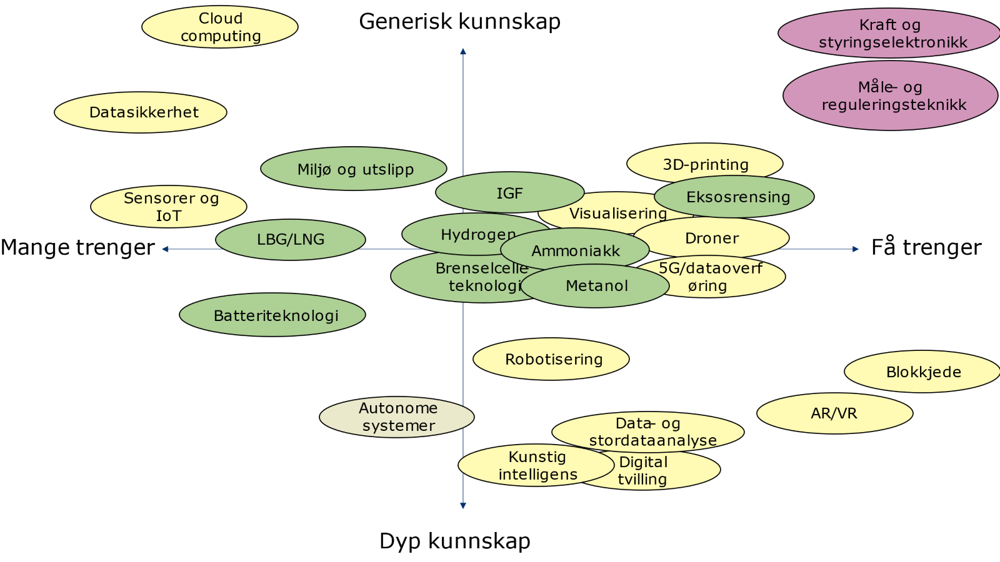 Cloud
computing
Generisk kunnskap
Kraft og
styringselektronikk
Måle- og
reguleringsteknikk
Datasikkerhet
Miljø og utslipp
3D-printing
Sensorer og
IoT
IGF
Eksosrensing
Visualisering
LBG/LNG
Hydrogen
Droner
Mange trenger
Ammoniakk
Få trenger
Brenselcelle
teknologi
Metanol
5G/dataoverf
øring
Batteriteknologi
Robotisering
Blokkjede
Autonome
systemer
AR/VR
Data- og
stordataanalyse
Kunstig
intelligens
Digital
tvilling
Dyp kunnskap